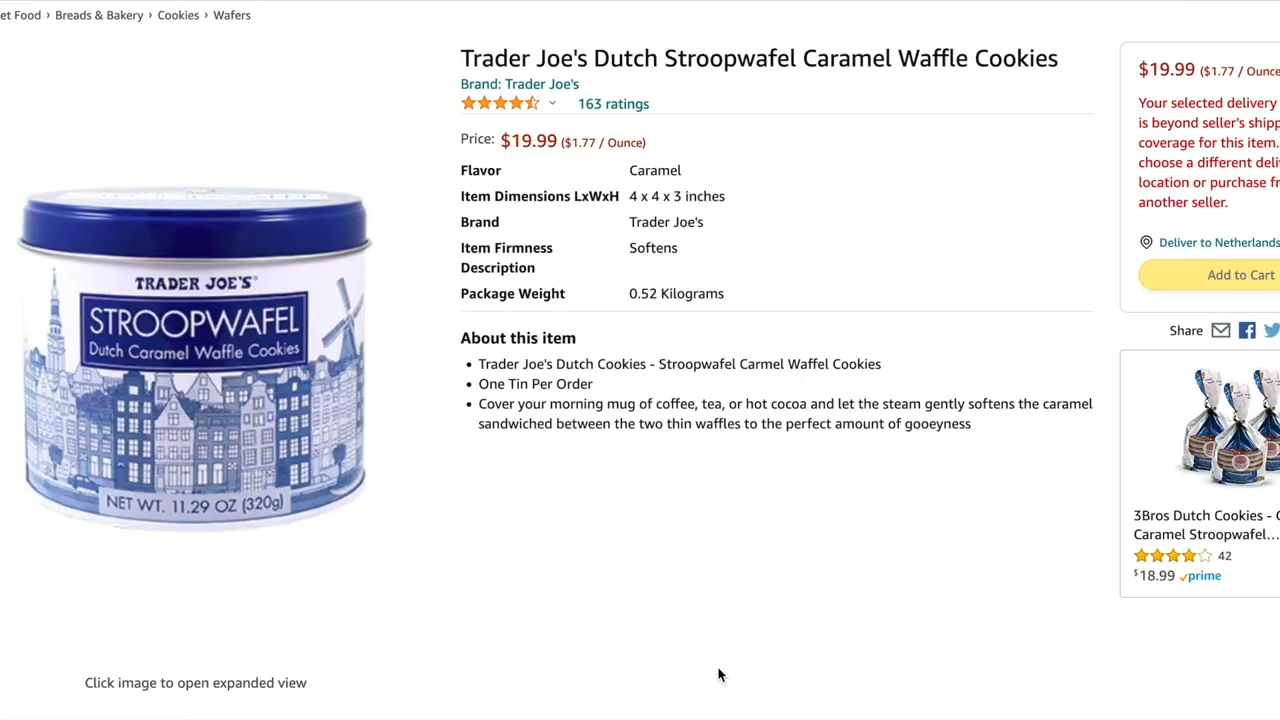 et Food › Breads & Bakery › Cookies › Wafers
TRADER JOE'S®
STROOPWAFEL
Dutch Caramel Waffle Cookies
NET WT. 11.29 OZ (320g)
Click image to open expanded view
Trader Joe's Dutch Stroopwafel Caramel Waffle Cookies
Brand: Trader Joe's
163 ratings
Price: $19.99 ($1.77 / Ounce)
Flavor Caramel
Item Dimensions LxWxH 4 x 4 x 3 inches
Brand Trader Joe's
Item Firmness Softens
Description
Package Weight 0.52 Kilograms
About this item
• Trader Joe's Dutch Cookies - Stroopwafel Carmel Waffel Cookies
• One Tin Per Order
• Cover your morning mug of coffee, tea, or hot cocoa and let the steam gently softens the caramel
sandwiched between the two thin waffles to the perfect amount of gooeyness
$19.99 ($1.77 / Ounce
Your selected delivery
is beyond seller's shipp
coverage for this item.
choose a different deli
location or purchase fr
another seller.
Deliver to Netherlands
Add to Cart
Share
3Bros Dutch Cookies - 
Caramel Stroopwafel...
42
$18.99 prime